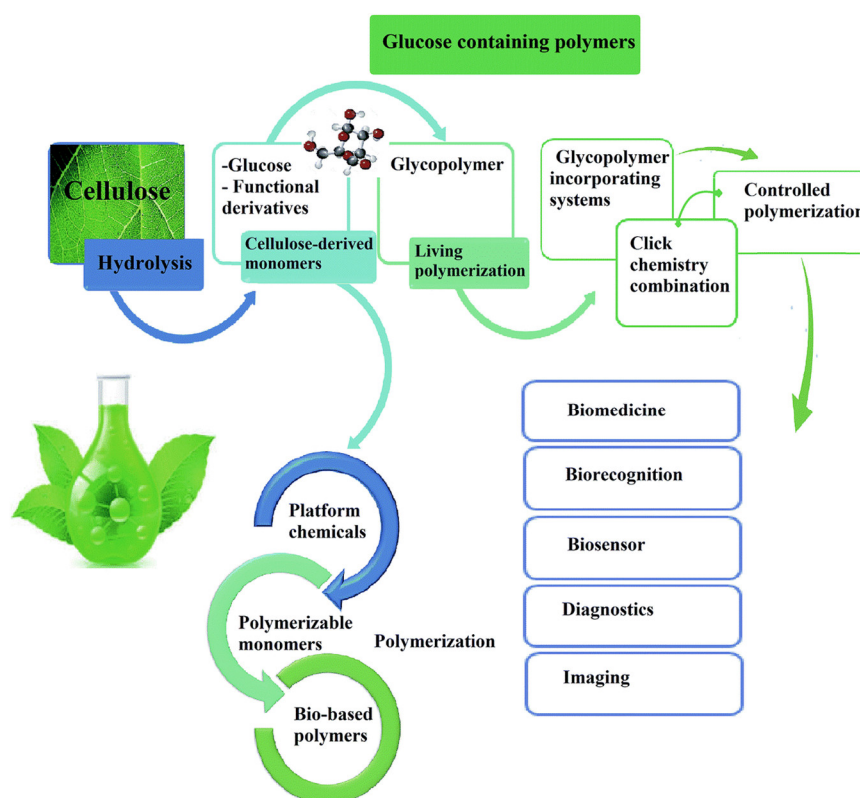 Glucose containing polymers
Cellulose
Hydrolysis
-Glucose
- Functional
derivatives
Cellulose-derived
monomers
Glycopolymer
Living
polymerization
Glycopolymer
incorporating
systems
Click
chemistry
combination
Controlled
polymerization
Platform
chemicals
Polymerizable
monomers
Polymerization
Bio-based
polymers
Biomedicine
Biorecognition
Biosensor
Diagnostics
Imaging